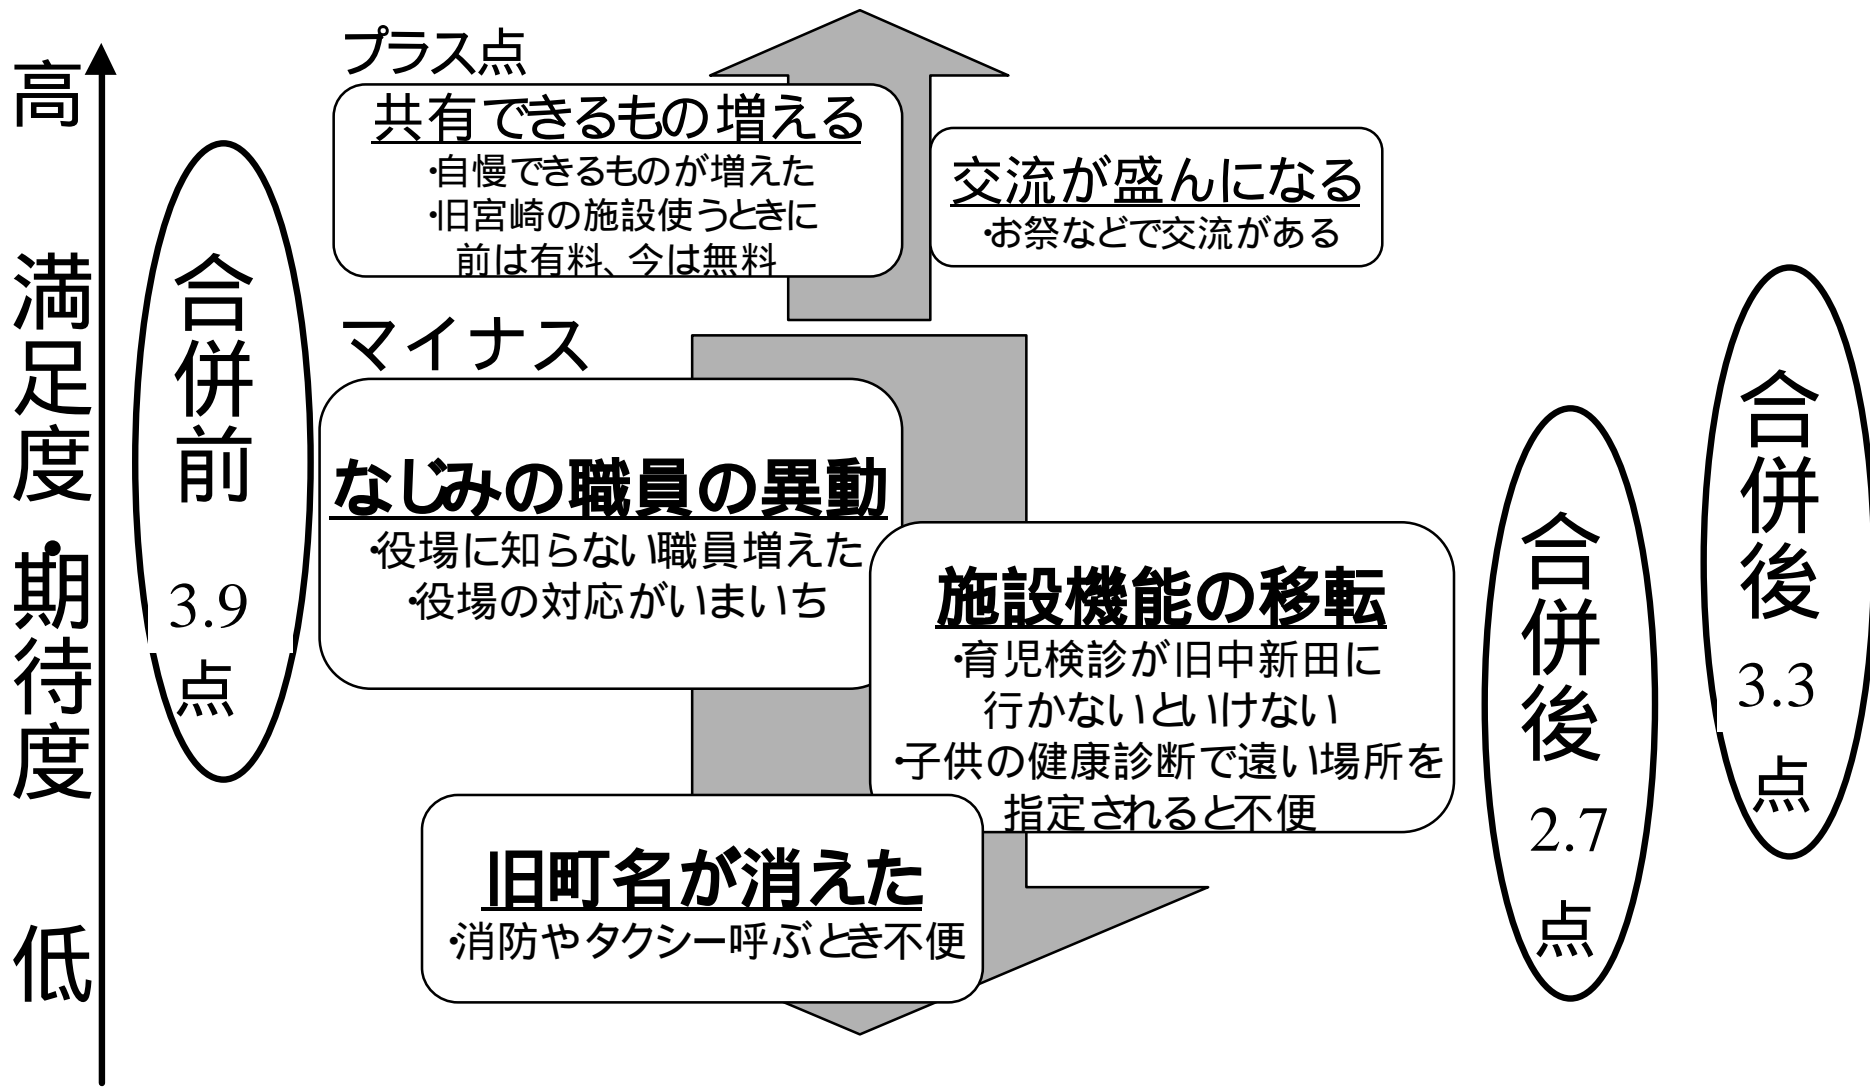 高 満足度・期待度 低
合併前
3.9
点
プラス点
共有できるもの増える
・自慢できるものが増えた
・旧宮崎の施設使うときに
前は有料、今は無料
交流が盛んになる
・お祭などで交流がある
マイナス
なじみの職員の異動
・役場に知らない職員増えた
・役場の対応がいまいち
施設機能の移転
・育児検診が旧中新田に
行かないといけない
・子供の健康診断で遠い場所を
指定されると不便
旧町名が消えた
・消防やタクシー呼ぶとき不便
合併後
2.7
点
合併後
3.3
点